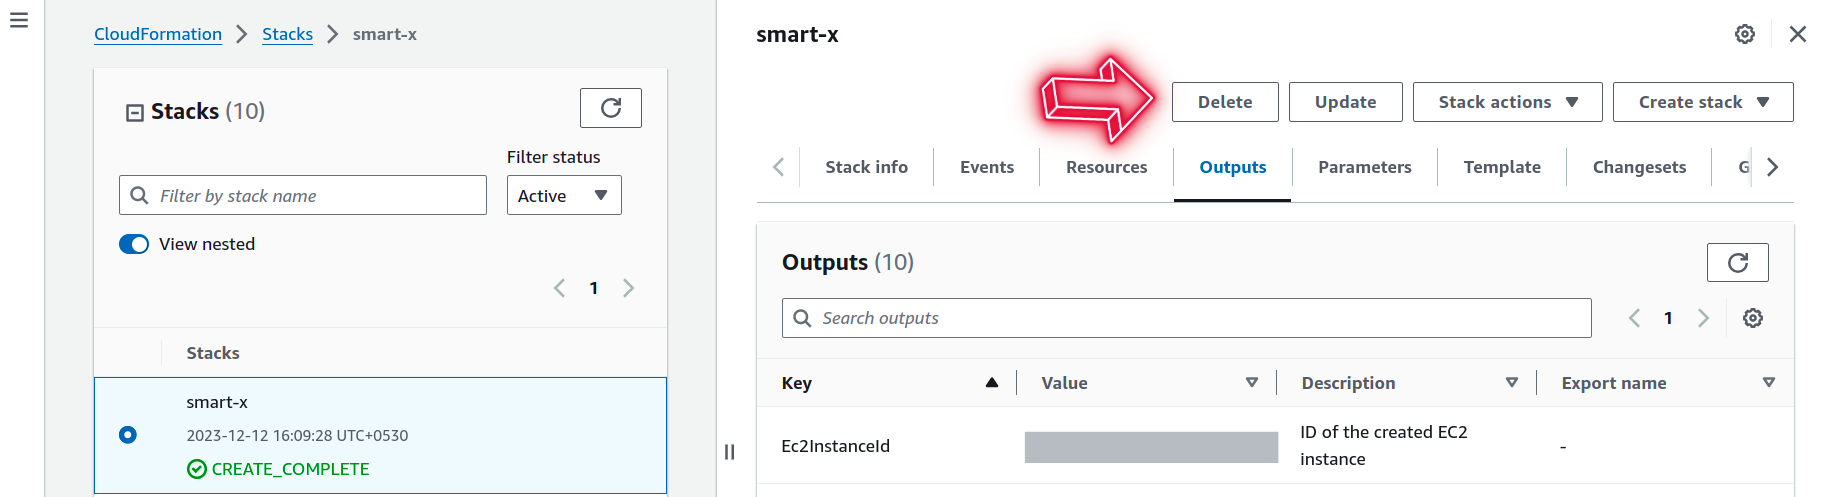 CloudFormation > Stacks > smart-x
Stacks (10)
Filter status
Filter by stack name
Active
View nested
1
Stacks
smart-x
2023-12-12 16:09:28 UTC+0530
CREATE_COMPLETE
smart-x
Delete Update Stack actions Create stack
Stack info Events Resources Outputs Parameters Template Changesets
Outputs (10)
Search outputs
1
Key Value Description Export name
Ec2InstanceId ID of the created EC2 instance -